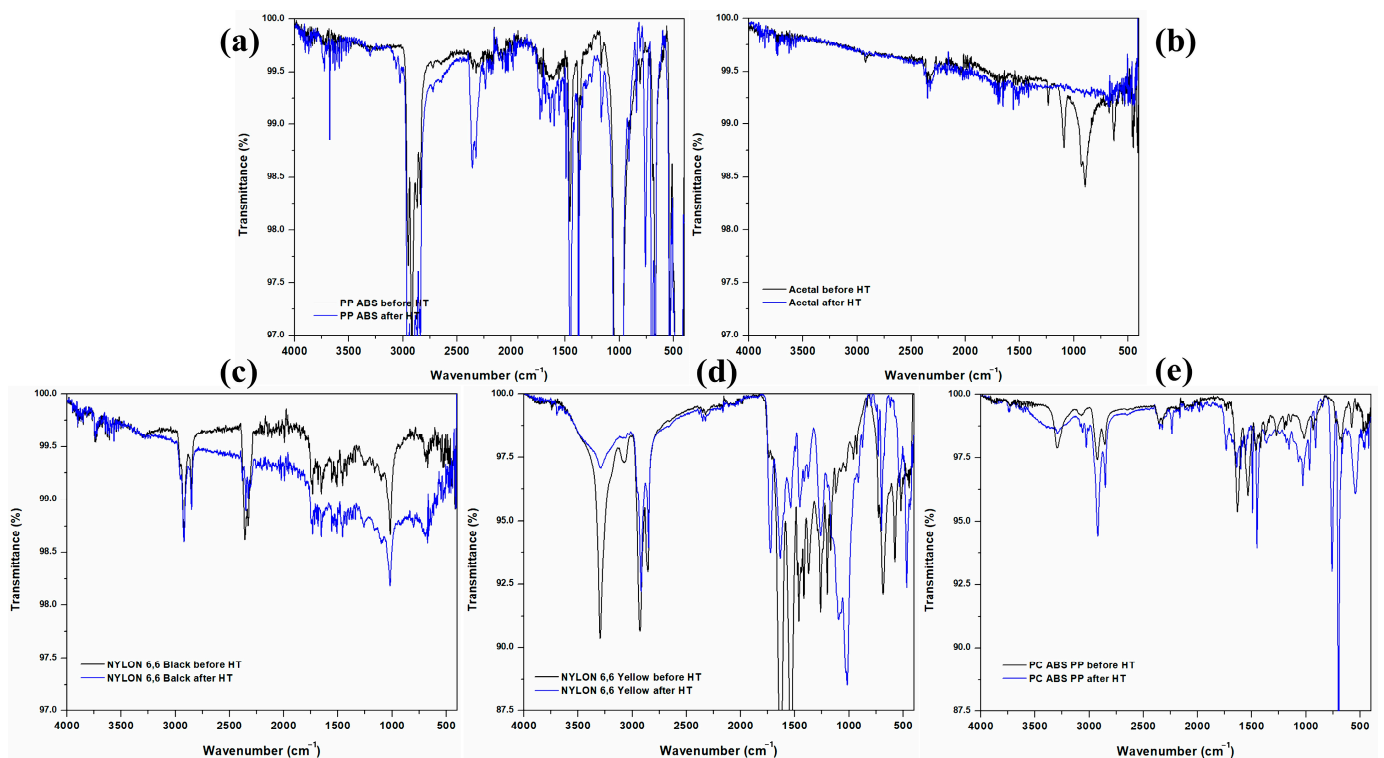 (a)
100.0
99.5
99.0
98.5
98.0
97.5
97.0
Transmittance (%)
PP ABS before HT
PP ABS after HT
4000 3500 3000 2500 2000 1500 1000 500
Wavenumber (cm⁻¹)
(b)
100.0
99.5
99.0
98.5
98.0
97.5
97.0
Transmittance (%)
Acetal before HT
Acetal after HT
4000 3500 3000 2500 2000 1500 1000 500
Wavenumber (cm⁻¹)
(c)
100.0
99.5
99.0
98.5
98.0
97.5
97.0
Transmittance (%)
NYLON 6,6 Black before HT
NYLON 6,6 Balck after HT
4000 3500 3000 2500 2000 1500 1000 500
Wavenumber (cm⁻¹)
(d)
100.0
97.5
95.0
92.5
90.0
87.5
Transmittance (%)
NYLON 6,6 Yellow before HT
NYLON 6,6 Yellow after HT
4000 3500 3000 2500 2000 1500 1000 500
Wavenumber (cm⁻¹)
(e)
100.0
97.5
95.0
92.5
90.0
87.5
Transmittance (%)
PC ABS PP before HT
PC ABS PP after HT
4000 3500 3000 2500 2000 1500 1000 500
Wavenumber (cm⁻¹)